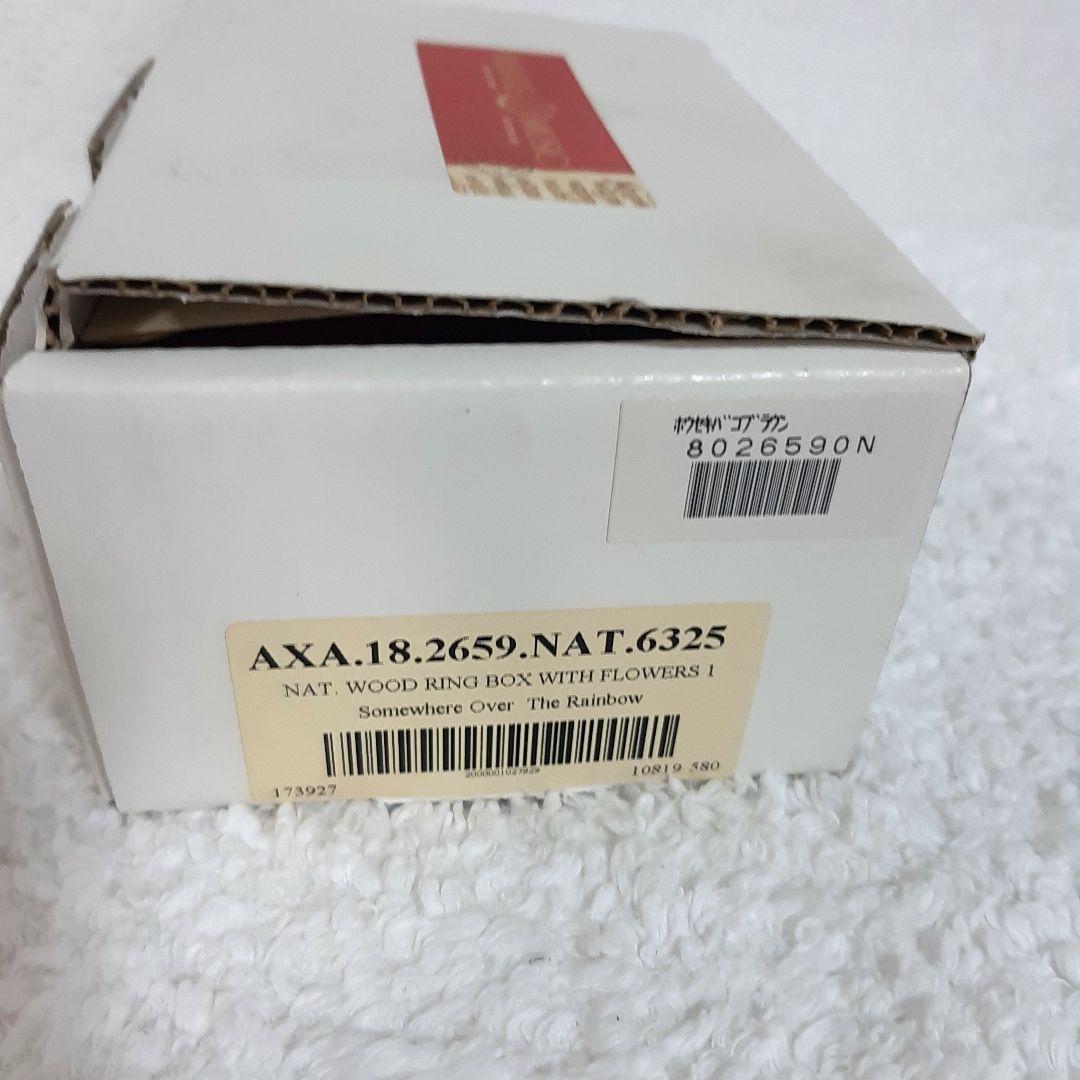 ホウセキバコブラウン
8026590N
AXA.18.2659.NAT.6325
NAT. WOOD RING BOX WITH FLOWERS 1
Somewhere Over The Rainbow
173927
10819 580